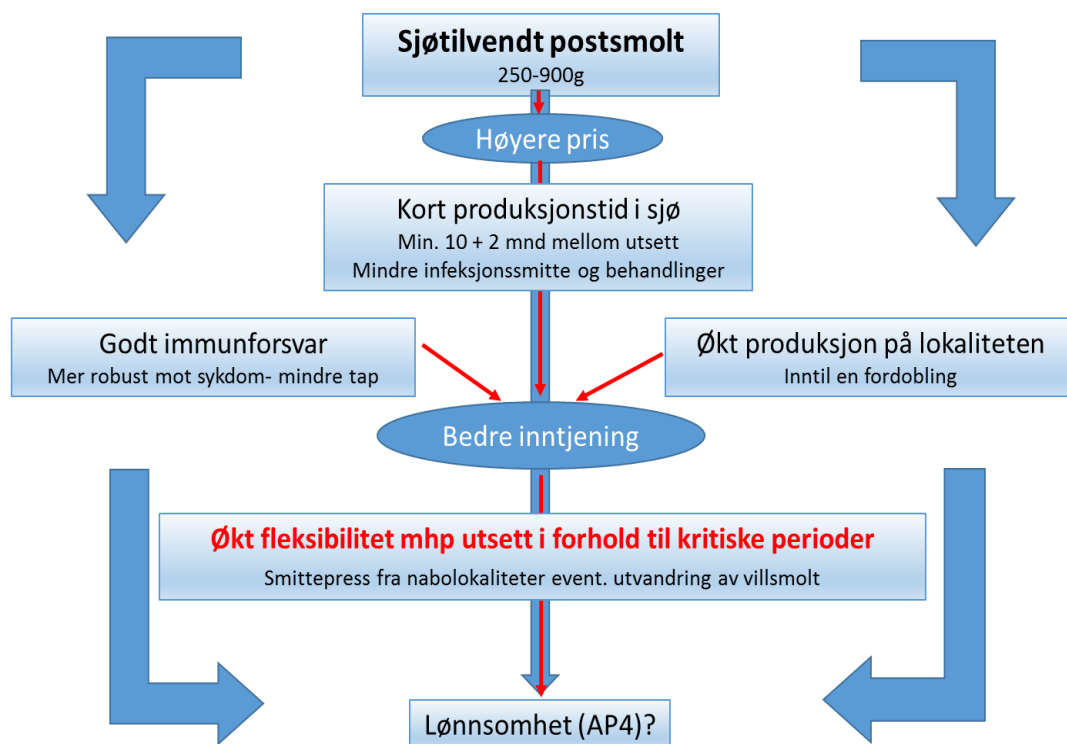 Sjøtilvendt postsmolt
250-900g
Høyere pris
Kort produksjonstid i sjø
Min. 10 + 2 mnd mellom utsett
Mindre infeksjonssmitte og behandlinger
Godt immunforsvar
Mer robust mot sykdom- mindre tap
Økt produksjon på lokaliteten
Inntil en fordobling
Bedre inntjening
Økt fleksibilitet mhp utsett i forhold til kritiske perioder
Smittepress fra nabolokaliteter event. utvandring av villsmolt
Lønnsomhet (AP4)?